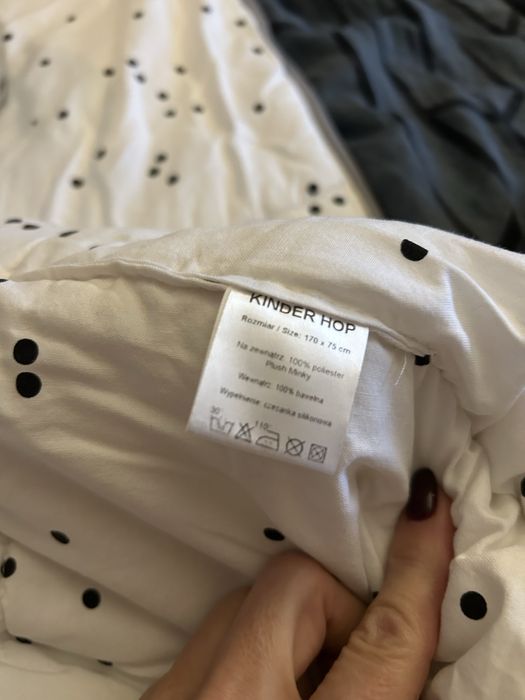 KINDER HOP
Rozmiar / Size: 170 x 75 cm
Na zewnątrz: 100% poliester
Plush Minky
Wewnątrz: 100% bawełna
Wypełnienie: czesanka silikonowa
30 110